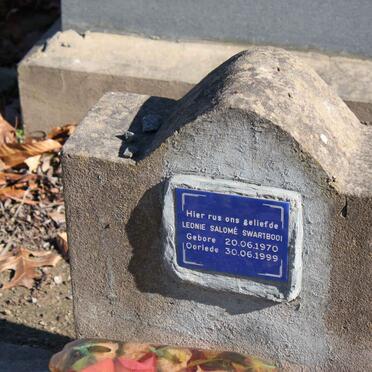 Hier rus ons geliefde
LEONIE SALOMÉ SWARTBOOI
Gebore 20.06.1970
Oorlede 30.06.1999